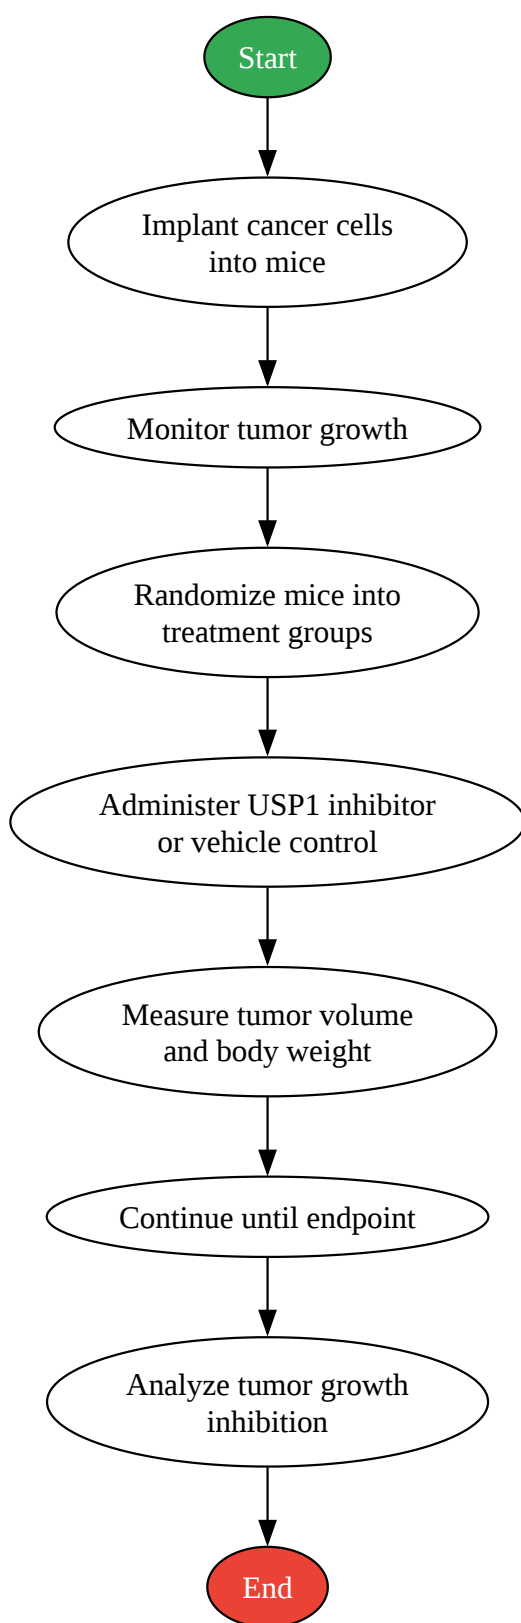 Start
Implant cancer cells
into mice
Monitor tumor growth
Randomize mice into
treatment groups
Administer USP1 inhibitor
or vehicle control
Measure tumor volume
and body weight
Continue until endpoint
Analyze tumor growth
inhibition
End